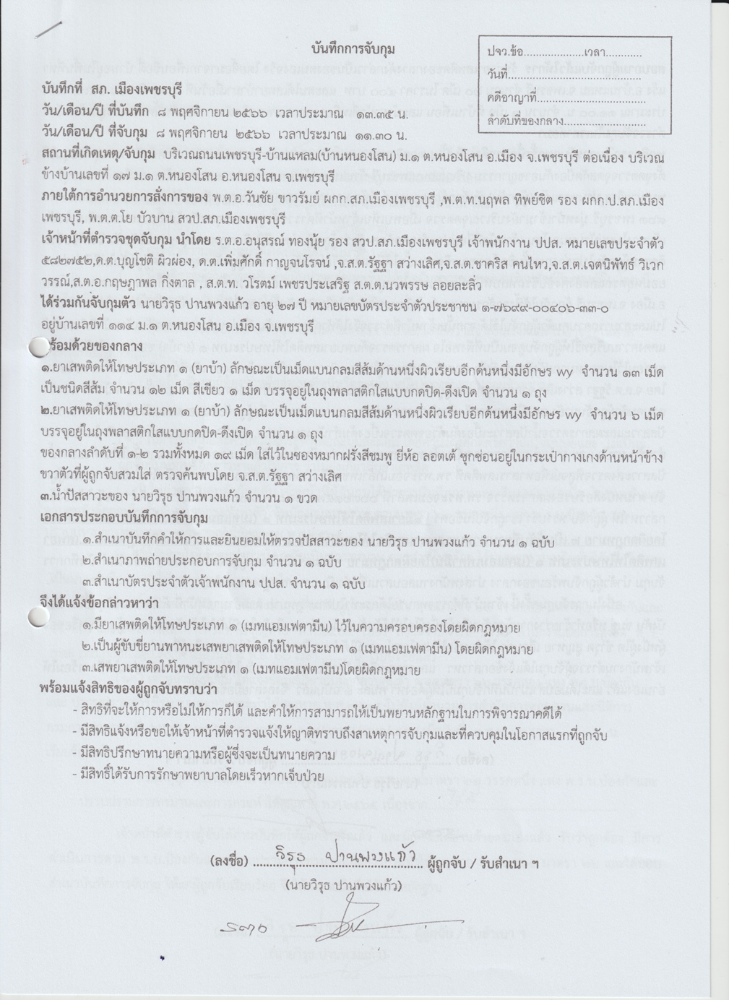 บันทึกการจับกุม
ปจว.ข้อ....................เวลา............
วันที่..............................................
คดีอาญาที่....................................
ลำดับที่ของกลาง...........................
บันทึกที่ สภ. เมืองเพชรบุรี
วัน/เดือน/ปี ที่บันทึก ๘ พฤศจิกายน ๒๕๖๖ เวลาประมาณ ๑๓.๓๕ น.
วัน/เดือน/ปี ที่จับกุม ๘ พฤศจิกายน ๒๕๖๖ เวลาประมาณ ๑๑.๓๐ น.
สถานที่เกิดเหตุ/จับกุม บริเวณถนนเพชรบุรี-บ้านแหลม(บ้านหนองโสน) ม.๑ ต.หนองโสน อ.เมือง จ.เพชรบุรี ต่อเนื่อง บริเวณ
ข้างบ้านเลขที่ ๑๗ ม.๑ ต.หนองโสน อ.หนองโสน จ.เพชรบุรี
ภายใต้การอำนวยการสั่งการของ พ.ต.อ.วันชัย ขาวรัมย์ ผกก.สภ.เมืองเพชรบุรี ,พ.ต.ท.นฤพล ทิพย์ชิต รอง ผกก.ป.สภ.เมือง
เพชรบุรี, พ.ต.ต.โย บัวบาน สวป.สภ.เมืองเพชรบุรี
เจ้าหน้าที่ตำรวจชุดจับกุม นำโดย ร.ต.อ.อนุสรณ์ ทองนุ้ย รอง สวป.สภ.เมืองเพชรบุรี เจ้าพนักงาน ปปส. หมายเลขประจำตัว
๕๘๒๗๕๒,ด.ต.บุญโชติ ผิวผ่อง, ด.ต.เพิ่มศักดิ์ กาญจนโรจน์ ,จ.ส.ต.รัฐฐา สว่างเลิศ,จ.ส.ต.ชาคริส คนไหว,จ.ส.ต.เจตนิพัทธ์ วิเวก
วรรณ์,ส.ต.อ.กฤษฎาพล กิ่งตาล , ส.ต.ท. วโรตม์ เพชรประเสริฐ ส.ต.ต.นวพรรษ ลอยละลิ่ว
ได้ร่วมกันจับกุมตัว นายวิรุธ ปานพวงแก้ว อายุ ๒๗ ปี หมายเลขบัตรประจำตัวประชาชน ๑-๗๖๙๙-๐๐๔๐๖-๓๓-๐
อยู่บ้านเลขที่ ๑๑๔ ม.๑ ต.หนองโสน อ.เมือง จ.เพชรบุรี
ร้อมด้วยของกลาง
๑.ยาเสพติดให้โทษประเภท ๑ (ยาบ้า) ลักษณะเป็นเม็ดแบนกลมสีส้มด้านหนึ่งผิวเรียบอีกด้นหนึ่งมีอักษร wy จำนวน ๑๓ เม็ด
เป็นชนิดสีส้ม จำนวน ๑๒ เม็ด สีเขียว ๑ เม็ด บรรจุอยู่ในถุงพลาสติกใสแบบกดปิด-ดึงเปิด จำนวน ๑ ถุง
๒.ยาเสพติดให้โทษประเภท ๑ (ยาบ้า) ลักษณะเป็นเม็ดแบนกลมสีส้มด้านหนึ่งผิวเรียบอีกด้นหนึ่งมีอักษร wy จำนวน ๖ เม็ด
บรรจุอยู่ในถุงพลาสติกใสแบบกดปิด-ดึงเปิด จำนวน ๑ ถุง
ของกลางลำดับที่ ๑-๒ รวมทั้งหมด ๑๙ เม็ด ใส่ไว้ในซองหมากฝรั่งสีชมพู ยี่ห้อ ลอตเต้ ซุกซ่อนอยู่ในกระเป๋ากางเกงด้านหน้าข้าง
ขวาตัวที่ผู้ถูกจับสวมใส่ ตรวจค้นพบโดย จ.ส.ต.รัฐฐา สว่างเลิศ
๓.น้ำปัสสาวะของ นายวิรุธ ปานพวงแก้ว จำนวน ๑ ขวด
เอกสารประกอบบันทึกการจับกุม
๑.สำเนาบันทึกคำให้การและยินยอมให้ตรวจปัสสาวะของ นายวิรุธ ปานพวงแก้ว จำนวน ๑ ฉบับ
๒.สำเนาภาพถ่ายประกอบการจับกุม จำนวน ๑ ฉบับ
๓.สำเนาบัตรประจำตัวเจ้าพนักงาน ปปส. จำนวน ๑ ฉบับ
จึงได้แจ้งข้อกล่าวหาว่า
๑.มียาเสพติดให้โทษประเภท ๑ (เมทแอมเฟตามีน) ไว้ในความครอบครองโดยผิดกฎหมาย
๒.เป็นผู้ขับขี่ยานพาหนะเสพยาเสพติดให้โทษประเภท ๑ (เมทแอมเฟตามีน) โดยผิดกฎหมาย
๓.เสพยาเสพติดให้โทษประเภท ๑ (เมทแอมเฟตามีน)โดยผิดกฎหมาย
พร้อมแจ้งสิทธิของผู้ถูกจับทราบว่า
- สิทธิที่จะให้การหรือไม่ให้การก็ได้ และคำให้การสามารถใช้เป็นพยานหลักฐานในการพิจารณาคดีได้
- มีสิทธิแจ้งหรือขอให้เจ้าหน้าที่ตำรวจแจ้งให้ญาติทราบถึงสาเหตุการจับกุมและที่ควบคุมในโอกาสแรกที่ถูกจับ
- มีสิทธิปรึกษาทนายความหรือผู้ซึ่งจะเป็นทนายความ
- มีสิทธิ์ได้รับการรักษาพยาบาลโดยเร็วหากเจ็บป่วย
(ลงชื่อ) วิรุธ ปานพวงแก้ว ผู้ถูกจับ / รับสำเนา ฯ
(นายวิรุธ ปานพวงแก้ว)